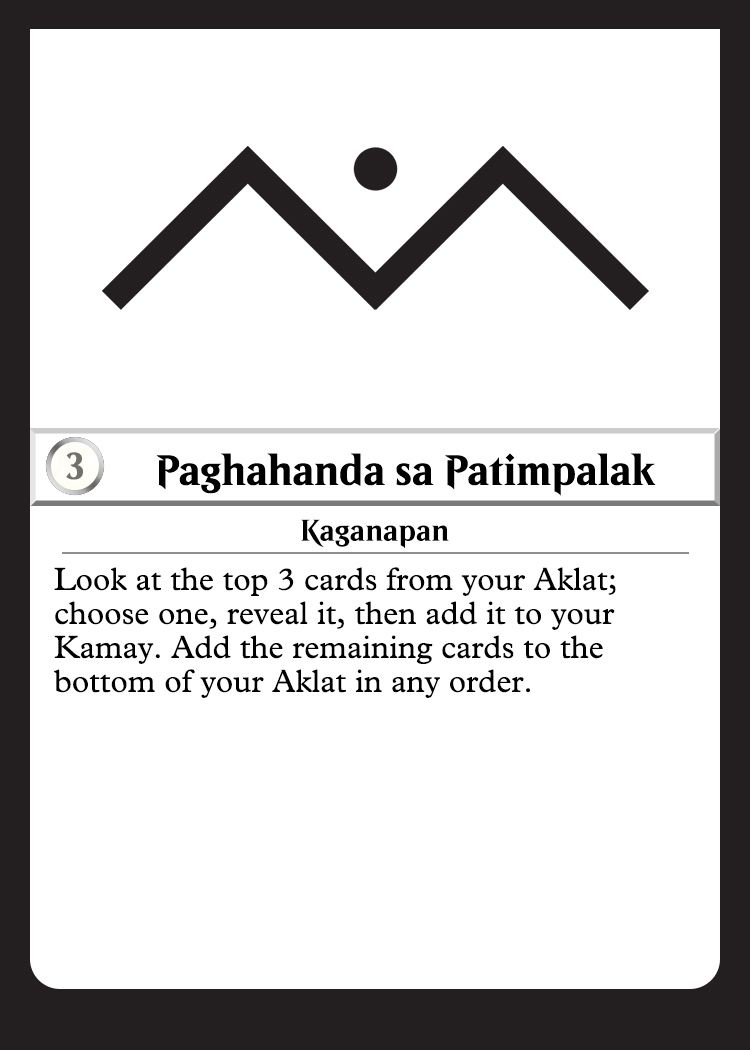 3
Paghahanda sa Patimpalak
Kaganapan
Look at the top 3 cards from your Aklat;
choose one, reveal it, then add it to your
Kamay. Add the remaining cards to the
bottom of your Aklat in any order.